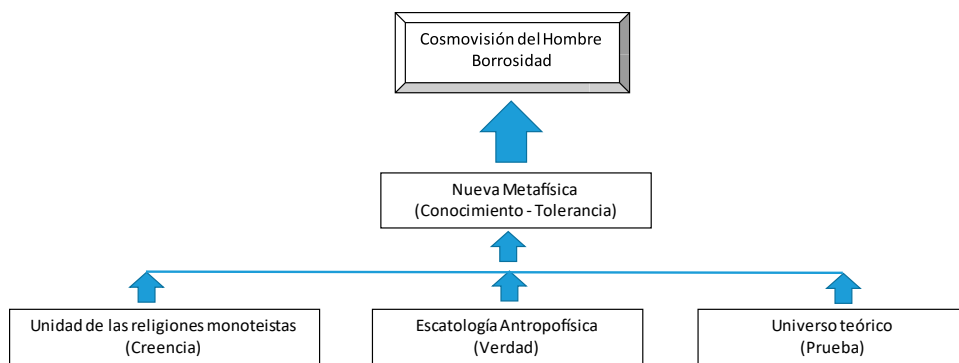 Cosmovisión del Hombre
Borrosidad
Nueva Metafísica
(Conocimiento - Tolerancia)
Unidad de las religiones monoteistas
(Creencia)
Escatología Antropofísica
(Verdad)
Universo teórico
(Prueba)